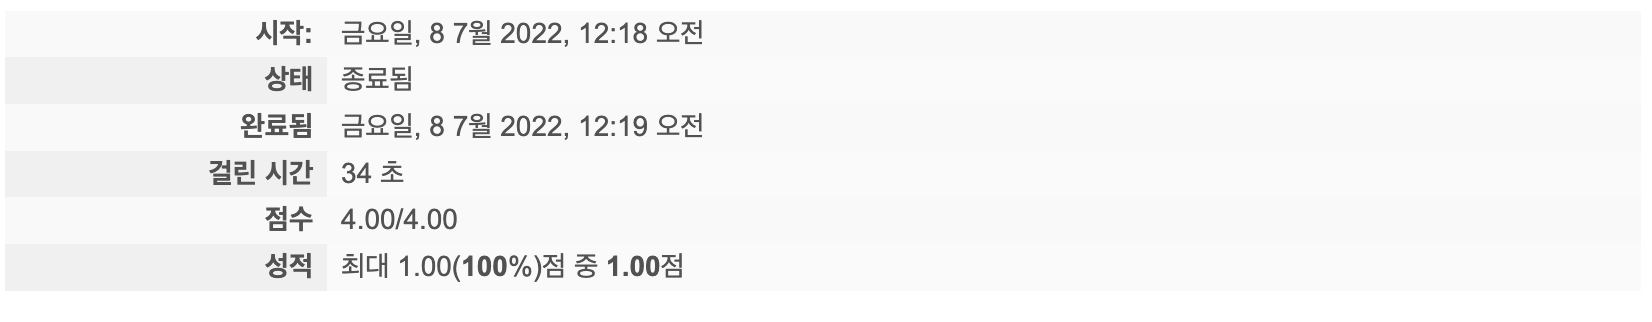 시작: 금요일, 8 7월 2022, 12:18 오전
상태 종료됨
완료됨 금요일, 8 7월 2022, 12:19 오전
걸린 시간 34 초
점수 4.00/4.00
성적 최대 1.00(100%)점 중 1.00점